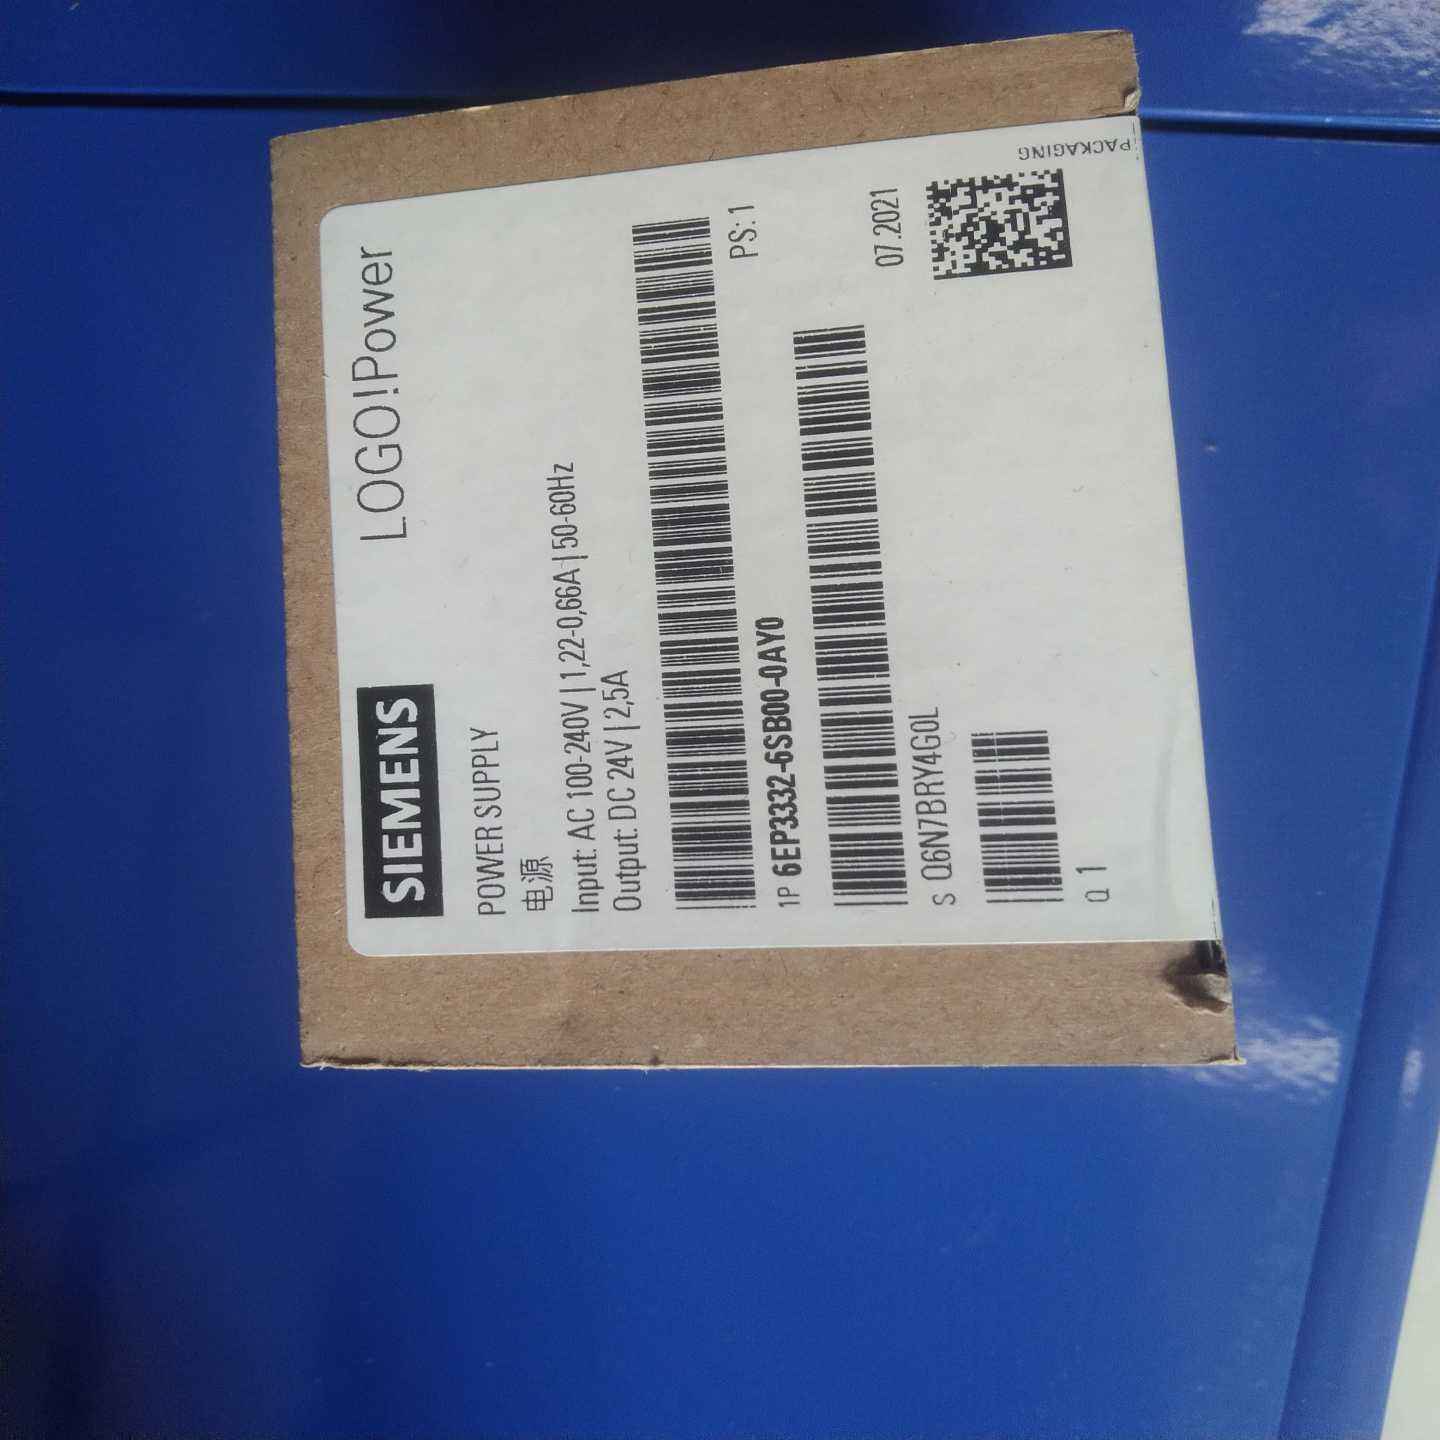 SIEMENS
LOGO!Power
POWER SUPPLY
电源
Input: AC 100-240V | 1,22-0,66A | 50-60Hz
Output: DC 24V | 2,5A
1P 6EP3332-6SB00-0AY0
PS: 1
S Q6N7BRY4G0L
07.2021
Q 1
PACKAGING